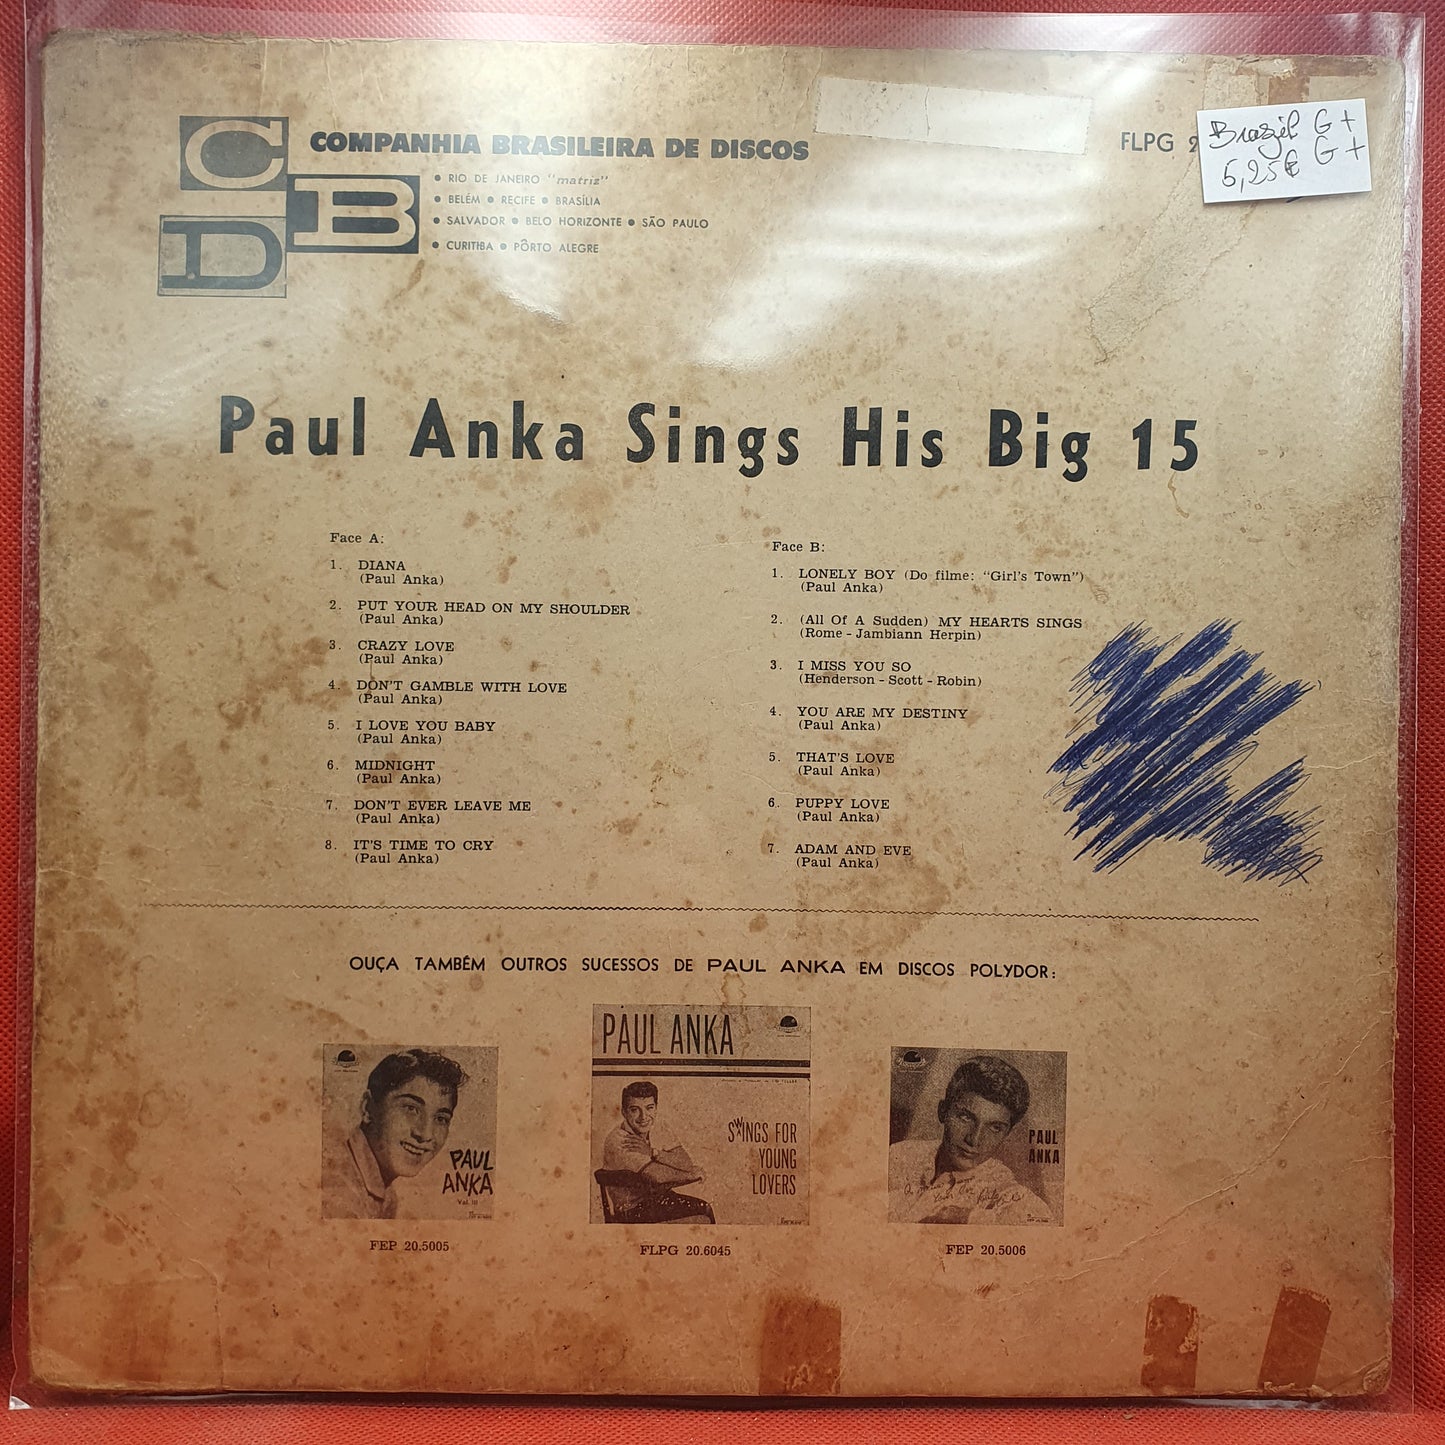 CBD
COMPANHIA BRASILEIRA DE DISCOS
• RIO DE JANEIRO "matriz"
• BELÉM • RECIFE • BRASÍLIA
• SALVADOR • BELO HORIZONTE • SÃO PAULO
• CURITIBA • PÔRTO ALEGRE
FLPG
Brazil G+
5,25€ G+
Paul Anka Sings His Big 15
Face A:
1. DIANA
(Paul Anka)
2. PUT YOUR HEAD ON MY SHOULDER
(Paul Anka)
3. CRAZY LOVE
(Paul Anka)
4. DON'T GAMBLE WITH LOVE
(Paul Anka)
5. I LOVE YOU BABY
(Paul Anka)
6. MIDNIGHT
(Paul Anka)
7. DON'T EVER LEAVE ME
(Paul Anka)
8. IT'S TIME TO CRY
(Paul Anka)
Face B:
1. LONELY BOY (Do filme: "Girl's Town")
(Paul Anka)
2. (All Of A Sudden) MY HEARTS SINGS
(Rome - Jambiann Herpin)
3. I MISS YOU SO
(Henderson - Scott - Robin)
4. YOU ARE MY DESTINY
(Paul Anka)
5. THAT'S LOVE
(Paul Anka)
6. PUPPY LOVE
(Paul Anka)
7. ADAM AND EVE
(Paul Anka)
OUÇA TAMBÉM OUTROS SUCESSOS DE PAUL ANKA EM DISCOS POLYDOR:
PAUL
ANKA
Vol. III
FEP 20.5005
PAUL ANKA
SWINGS FOR
YOUNG
LOVERS
FLPG 20.6045
PAUL
ANKA
FEP 20.5006